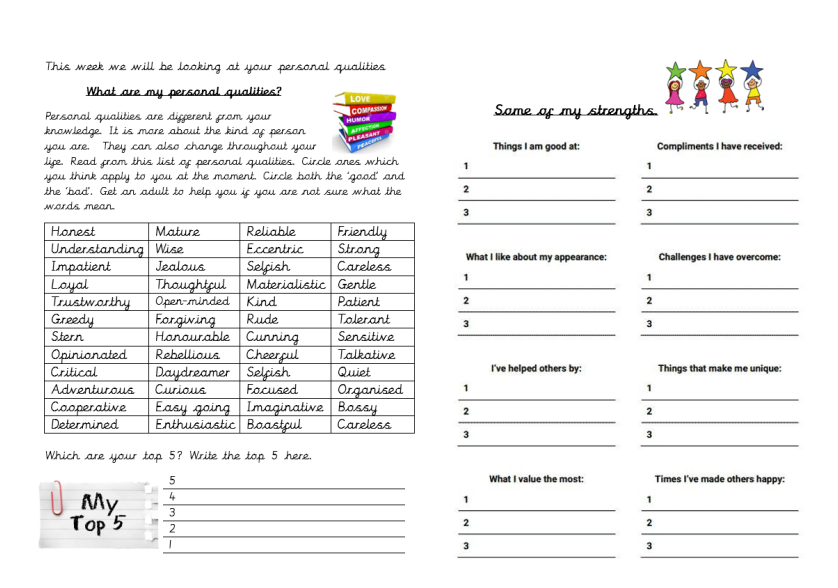 This week we will be looking at your personal qualities
What are my personal qualities?
Personal qualities are different from your
knowledge. It is more about the kind of person
you are. They can also change throughout your
life. Read from this list of personal qualities. Circle ones which
you think apply to you at the moment. Circle both the 'good' and
the 'bad'. Get an adult to help you if you are not sure what the
words mean.
LOVE
COMPASSION
HUMOR
AFFECTION
PLEASANT
PEACEFUL
Honest Mature Reliable Friendly
Understanding Wise Eccentric Strong
Impatient Jealous Selfish Careless
Loyal Thoughtful Materialistic Gentle
Trustworthy Open-minded Kind Patient
Greedy Forgiving Rude Tolerant
Stern Honourable Cunning Sensitive
Opinionated Rebellious Cheerful Talkative
Critical Daydreamer Selfish Quiet
Adventurous Curious Focused Organised
Cooperative Easy going Imaginative Bossy
Determined Enthusiastic Boastful Careless
Which are your top 5? Write the top 5 here.
My
Top 5
5
4
3
2
1
Some of my strengths.
Things I am good at:
1
2
3
Compliments I have received:
1
2
3
What I like about my appearance:
1
2
3
Challenges I have overcome:
1
2
3
I've helped others by:
1
2
3
Things that make me unique:
1
2
3
What I value the most:
1
2
3
Times I've made others happy:
1
2
3